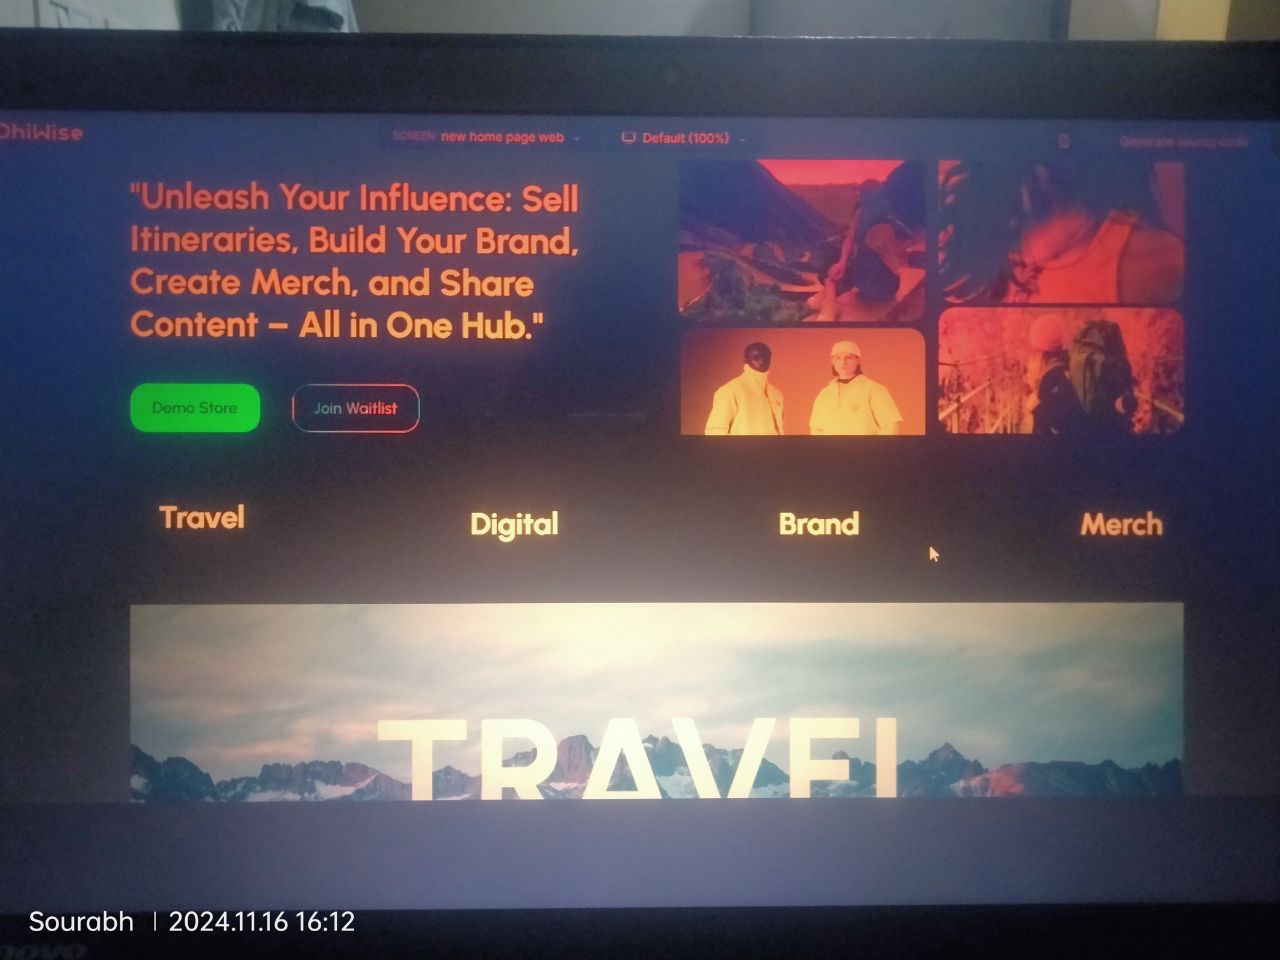 DhiWise
SCREEN new home page web
Default (100%)
Generate source code
"Unleash Your Influence: Sell
Itineraries, Build Your Brand,
Create Merch, and Share
Content – All in One Hub."
Demo Store
Join Waitlist
Travel
Digital
Brand
Merch
TRAVEL
Sourabh | 2024.11.16 16:12